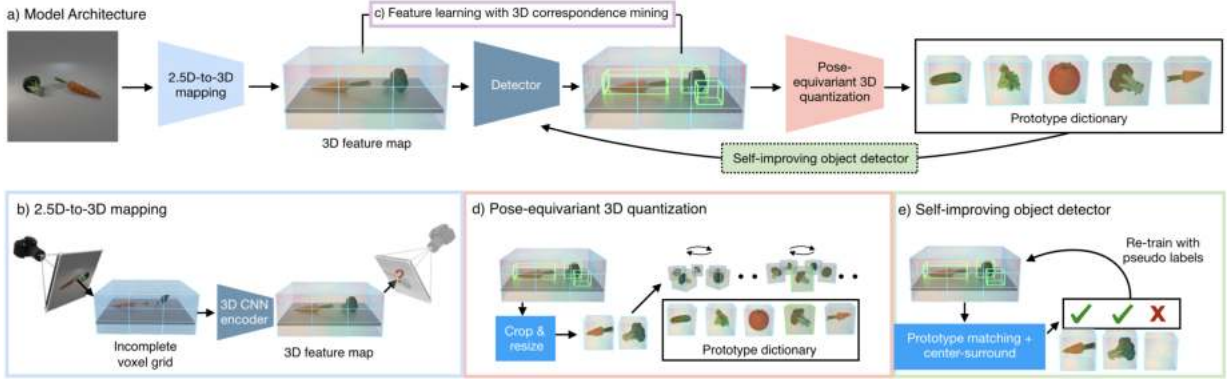 a) Model Architecture
c) Feature learning with 3D correspondence mining
2.5D-to-3D
mapping
3D feature map
Detector
Pose-
equivariant 3D
quantization
Prototype dictionary
Self-improving object detector
b) 2.5D-to-3D mapping
Incomplete
voxel grid
3D CNN
encoder
3D feature map
d) Pose-equivariant 3D quantization
Crop &
resize
Prototype dictionary
e) Self-improving object detector
Re-train with
pseudo labels
Prototype matching +
center-surround